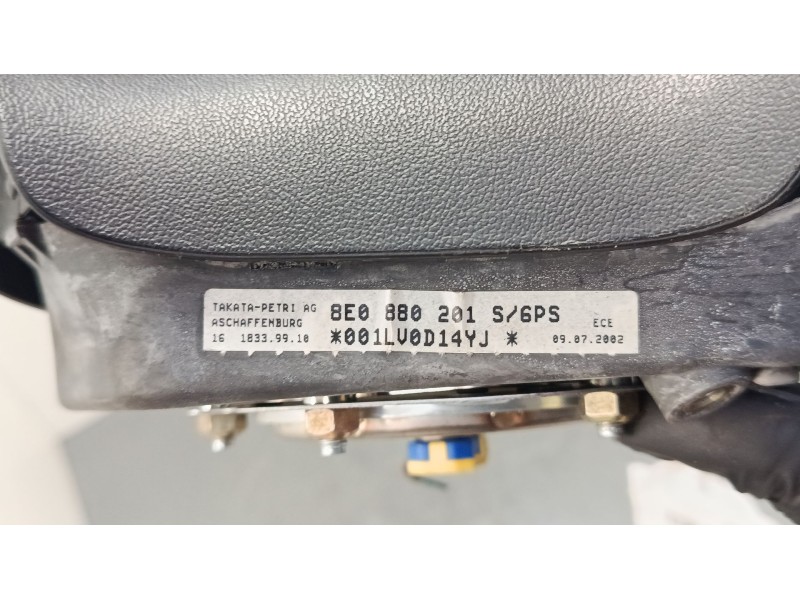 TAKATA-PETRI AG 8E0 880 201 S/6PS
ASCHAFFENBURG ECE
16 1833.99.10 *001LV0D14YJ * 09.07.2002